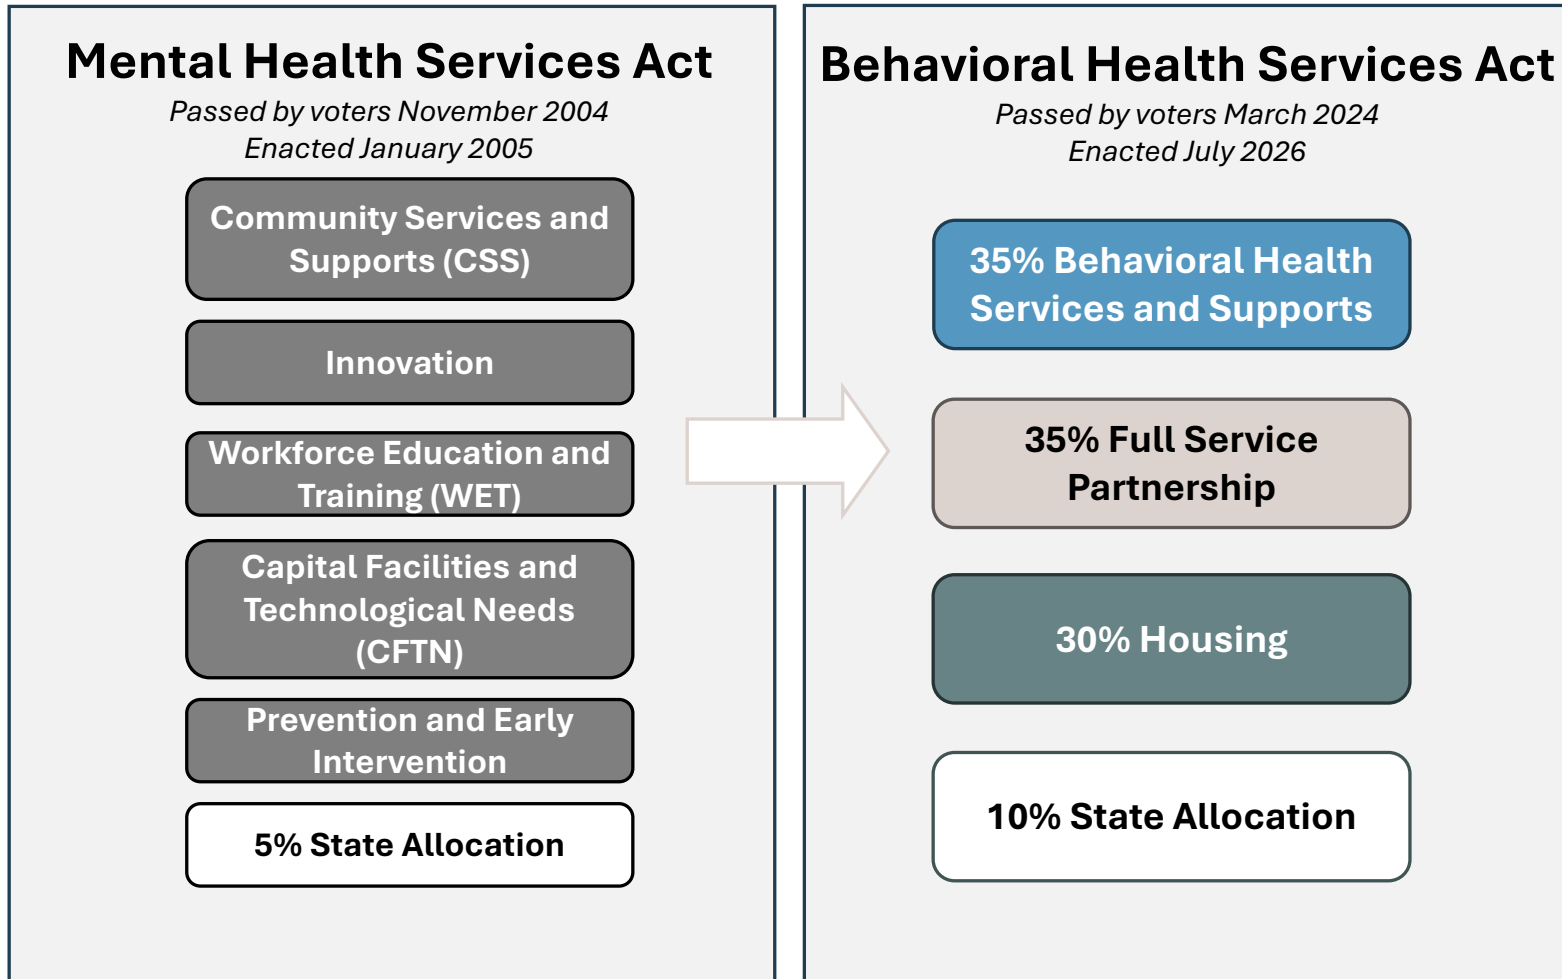 Mental Health Services Act
Passed by voters November 2004
Enacted January 2005
Community Services and
Supports (CSS)
Innovation
Workforce Education and
Training (WET)
Capital Facilities and
Technological Needs
(CFTN)
Prevention and Early
Intervention
5% State Allocation
Behavioral Health Services Act
Passed by voters March 2024
Enacted July 2026
35% Behavioral Health
Services and Supports
35% Full Service
Partnership
30% Housing
10% State Allocation